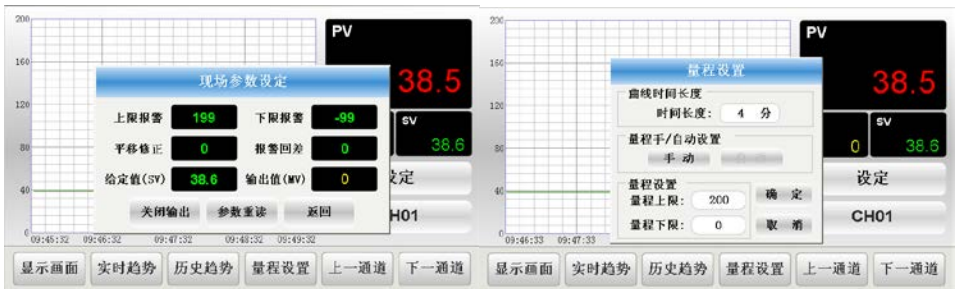 200
160
120
80
40
0
现场参数设定
上限报警 199 下限报警 -99
平移修正 0 报警回差 0
给定值(SV) 38.6 输出值(MV) 0
关闭输出 参数重读 返回
PV
38.5
SV
38.6
定
H01
09:45:32 09:46:32 09:47:32 09:48:32 09:49:32
显示画面 实时趋势 历史趋势 量程设置 上一通道 下一通道
200
160
120
80
40
0
量程设置
曲线时间长度
时间长度: 4 分
量程手/自动设置
手动
量程设置
量程上限: 200
量程下限: 0
确 定
取 消
PV
38.5
SV
0 38.6
设定
CH01
09:46:33 09:47:33
显示画面 实时趋势 历史趋势 量程设置 上一通道 下一通道